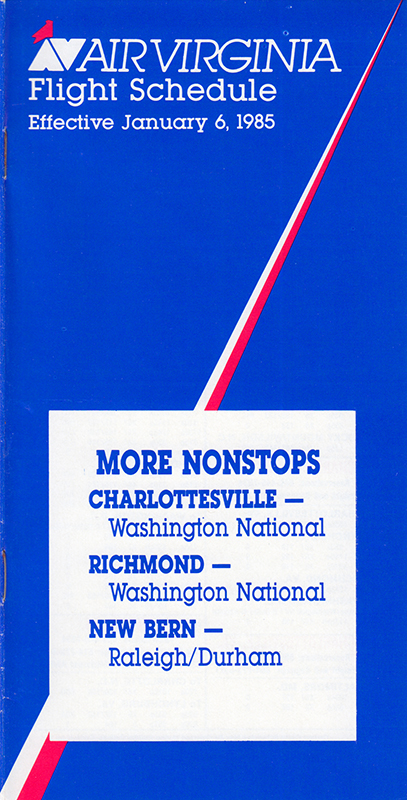 AIR VIRGINIA
Flight Schedule
Effective January 6, 1985
MORE NONSTOPS
CHARLOTTESVILLE —
Washington National
RICHMOND —
Washington National
NEW BERN —
Raleigh/Durham